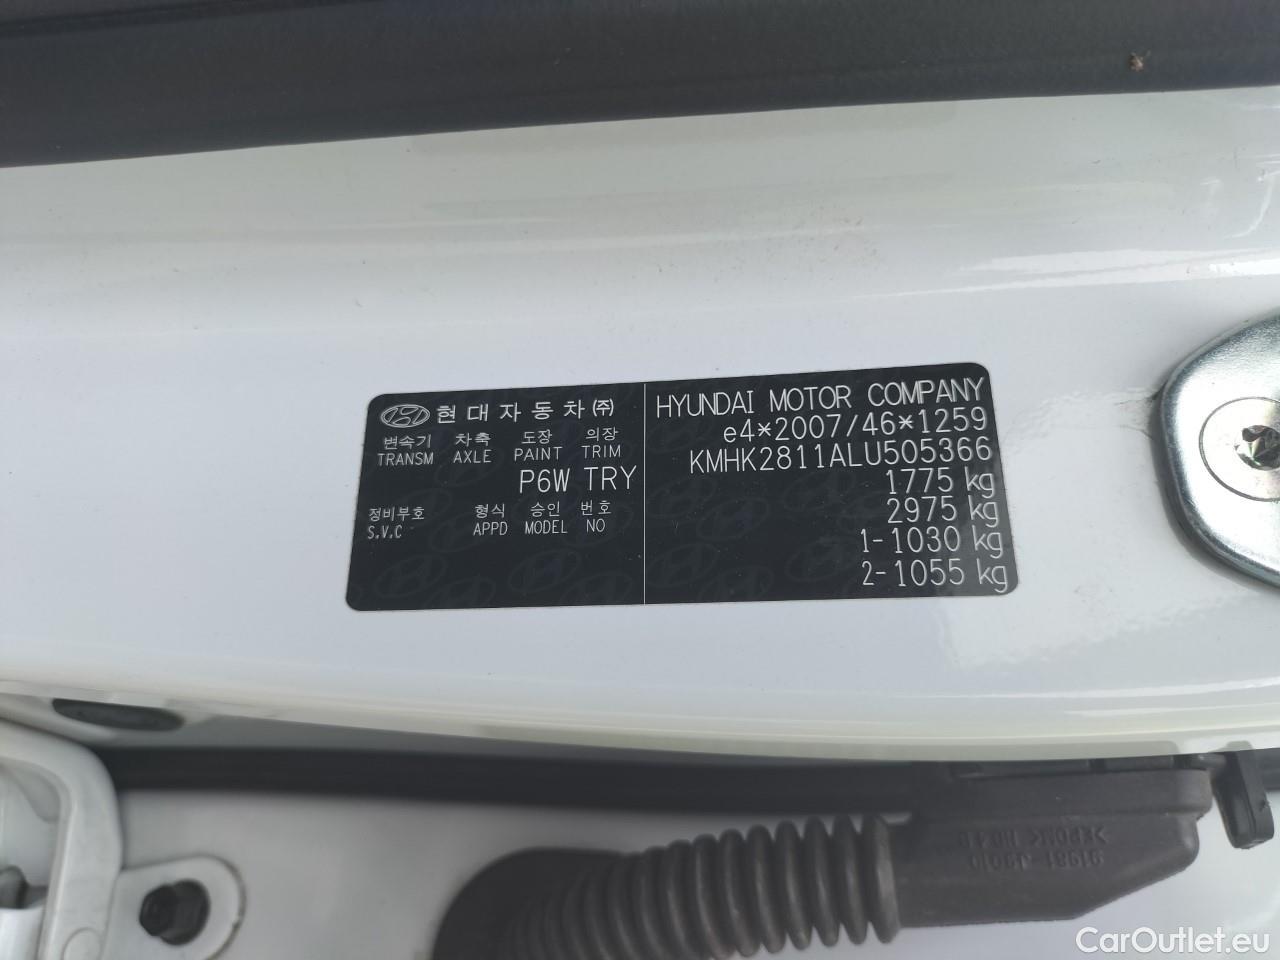 현대자동차㈜
변속기 차축 도장 의장
TRANSM AXLE PAINT TRIM
P6W TRY
정비부호 형식 승인 번호
S.V.C APPD MODEL NO
HYUNDAI MOTOR COMPANY
e4*2007/46*1259
KMHK2811ALU505366
1775 kg
2975 kg
1-1030 kg
2-1055 kg
91981
CarOutlet.eu